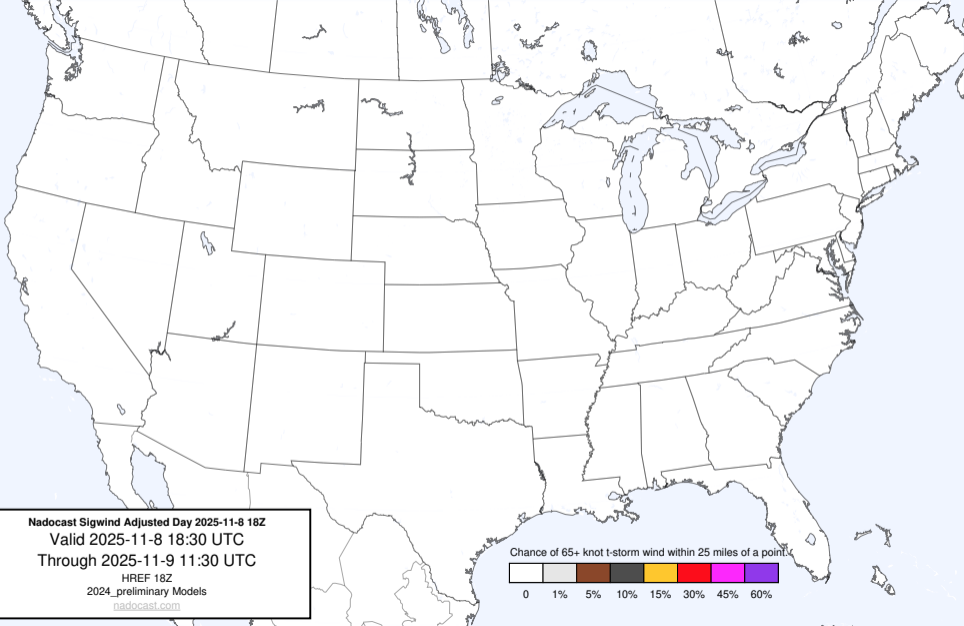 Nadocast Sigwind Adjusted Day 2025-11-8 18Z
Valid 2025-11-8 18:30 UTC
Through 2025-11-9 11:30 UTC
HREF 18Z
2024_preliminary Models
nadocast.com
Chance of 65+ knot t-storm wind within 25 miles of a point.
0 1% 5% 10% 15% 30% 45% 60%